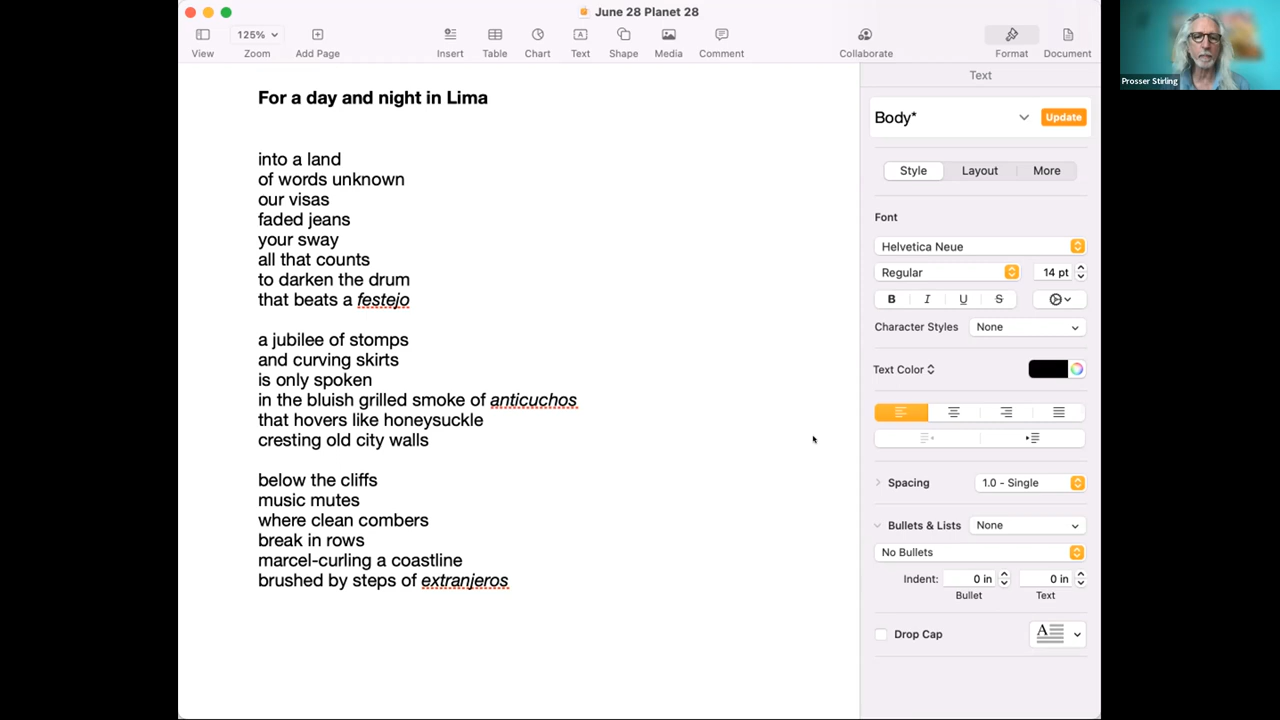 June 28 Planet 28
View
125%
Zoom
Add Page
Insert
Table
Chart
Text
Shape
Media
Comment
Collaborate
Format
Document
For a day and night in Lima
into a land
of words unknown
our visas
faded jeans
your sway
all that counts
to darken the drum
that beats a festejo
a jubilee of stomps
and curving skirts
is only spoken
in the bluish grilled smoke of anticuchos
that hovers like honeysuckle
cresting old city walls
below the cliffs
music mutes
where clean combers
break in rows
marcel-curling a coastline
brushed by steps of extranjeros
Text
Body*
Update
Style Layout More
Font
Helvetica Neue
Regular 14 pt
B I U S
Character Styles None
Text Color
Spacing 1.0 - Single
Bullets & Lists None
No Bullets
Indent: 0 in 0 in
Bullet Text
Drop Cap
A
Prosser Stirling